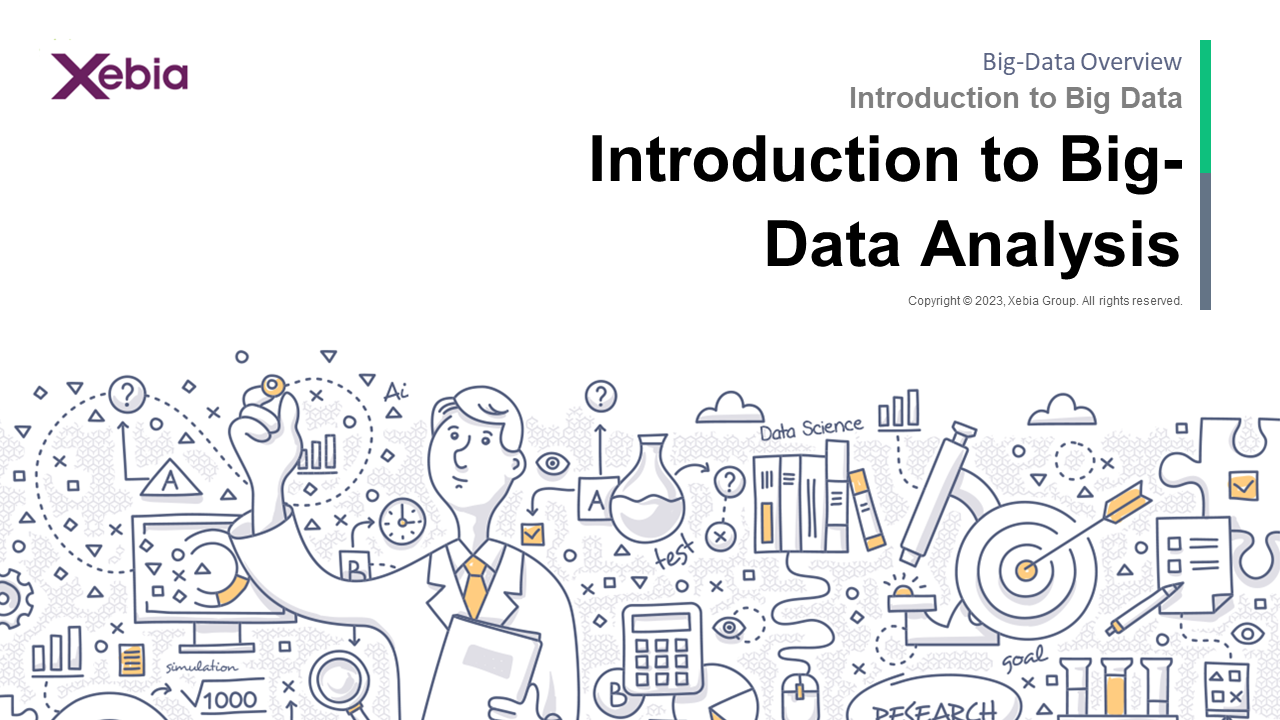 Xebia
Big-Data Overview
Introduction to Big Data
Introduction to Big-
Data Analysis
Copyright © 2023, Xebia Group. All rights reserved.
?
Ai
?
Data Science
A
A
?
test
B
simulation
√1000
B
goal
RESEARCH